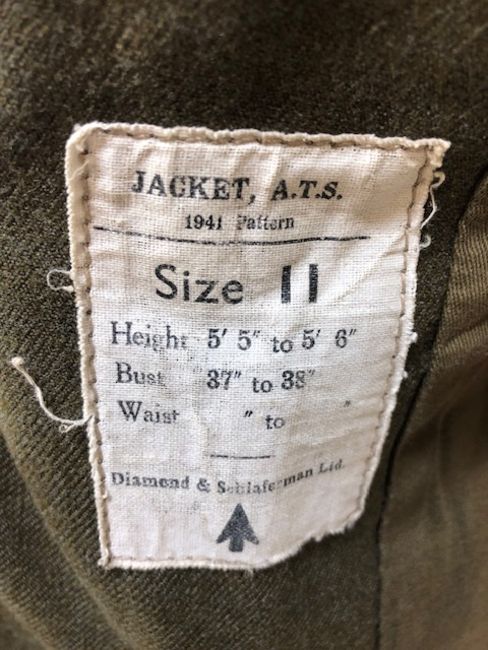 JACKET, A.T.S.
1941 Pattern
Size 11
Height 5' 5" to 5' 6"
Bust 37" to 38"
Waist " to "
Diamond & Schlaferman Ltd.